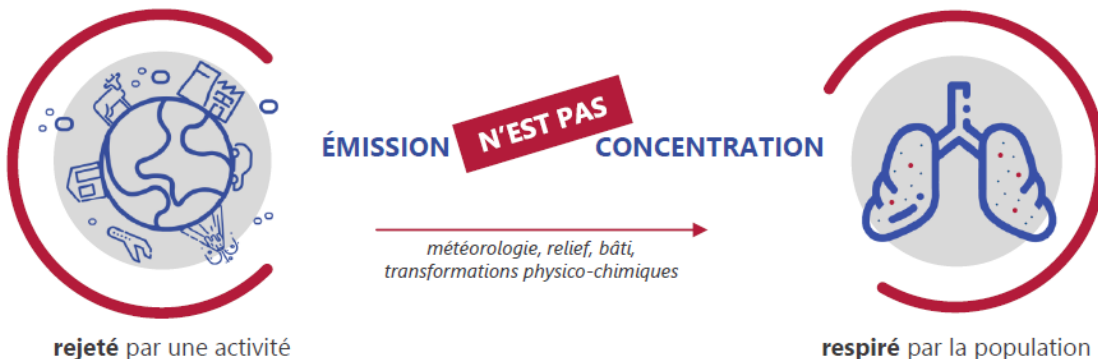 ÉMISSION N'EST PAS CONCENTRATION
météorologie, relief, bâti,
transformations physico-chimiques
rejeté par une activité
respiré par la population